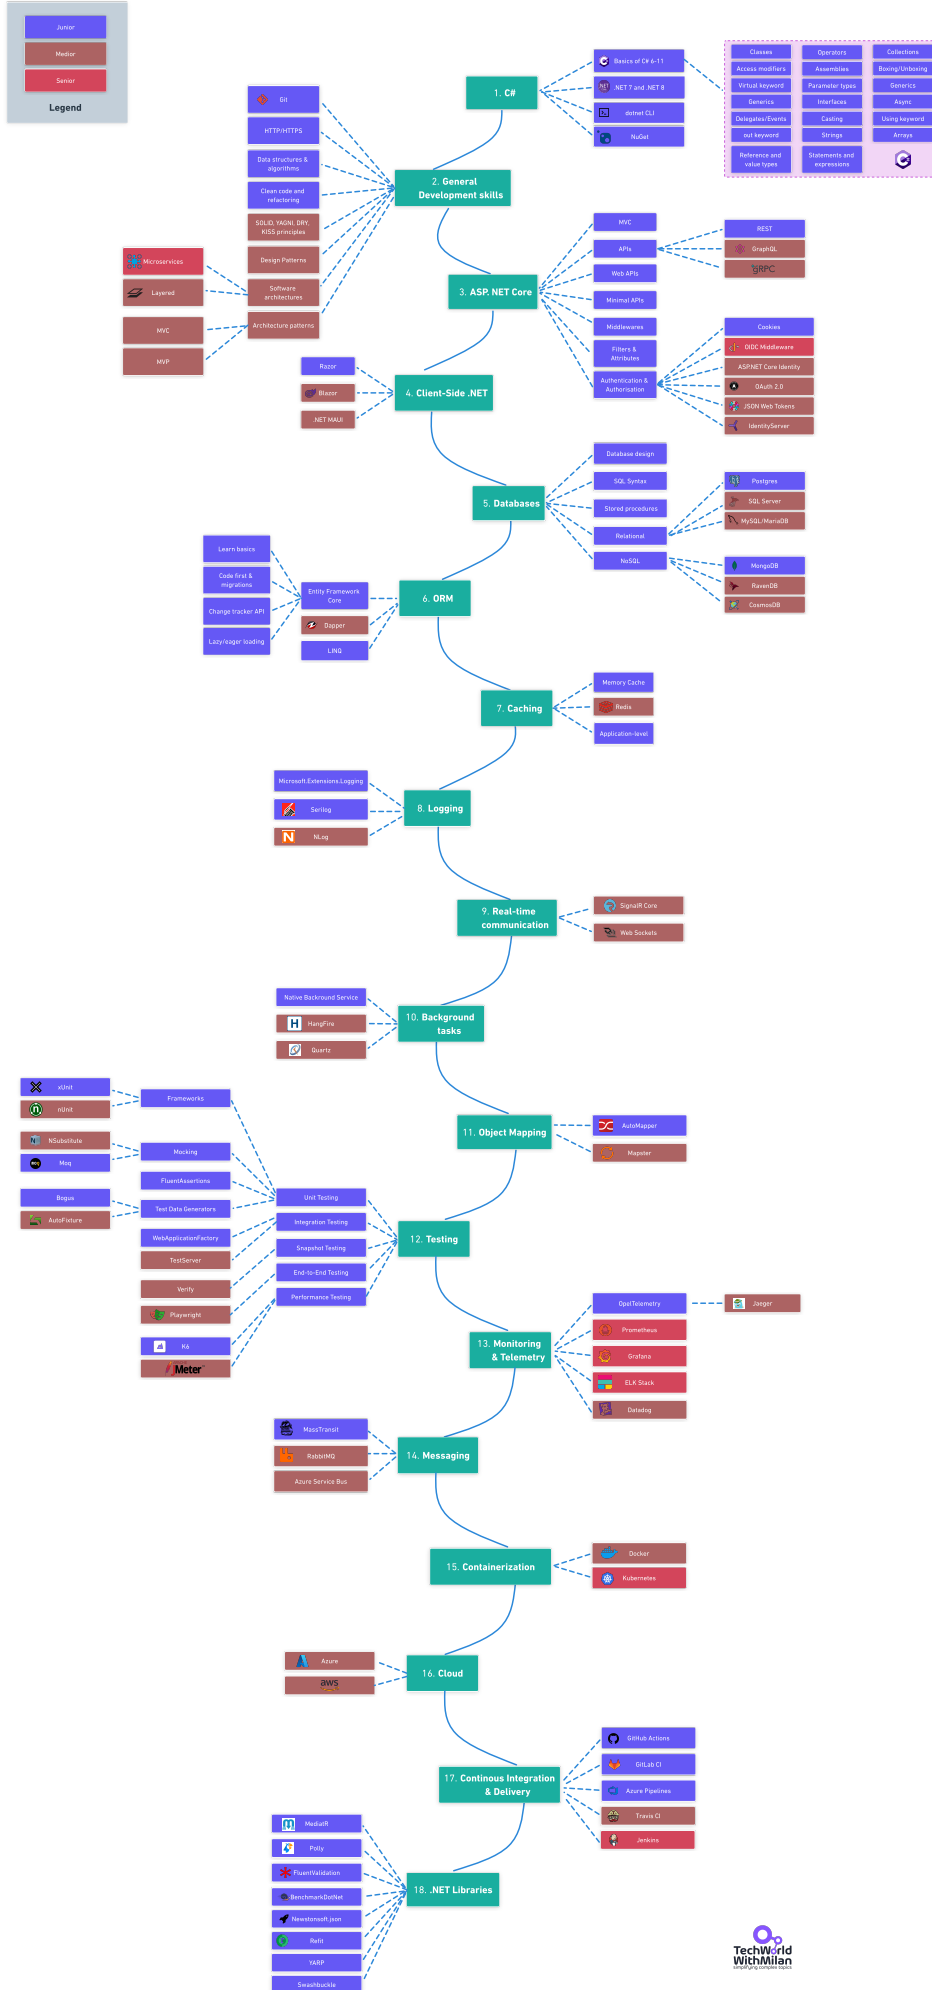 Junior
Medior
Senior
Legend
1. C#
Basics of C# 6-11
.NET 7 and .NET 8
dotnet CLI
NuGet
Classes
Operators
Collections
Access modifiers
Assemblies
Boxing/Unboxing
Virtual keyword
Parameter types
Generics
Generics
Interfaces
Async
Delegates/Events
Casting
Using keyword
out keyword
Strings
Arrays
Reference and
value types
Statements and
expressions
2. General
Development skills
Git
HTTP/HTTPS
Data structures &
algorithms
Clean code and
refactoring
SOLID, YAGNI, DRY,
KISS principles
Design Patterns
Software
architectures
Architecture patterns
Microservices
Layered
MVC
MVP
3. ASP. NET Core
MVC
APIs
Web APIs
Minimal APIs
Middlewares
Filters &
Attributes
Authentication &
Authorisation
REST
GraphQL
gRPC
Cookies
OIDC Middleware
ASP.NET Core Identity
OAuth 2.0
JSON Web Tokens
IdentityServer
4. Client-Side .NET
Razor
Blazor
.NET MAUI
5. Databases
Database design
SQL Syntax
Stored procedures
Relational
NoSQL
Postgres
SQL Server
MySQL/MariaDB
MongoDB
RavenDB
CosmosDB
6. ORM
Entity Framework
Core
Dapper
LINQ
Learn basics
Code first &
migrations
Change tracker API
Lazy/eager loading
7. Caching
Memory Cache
Redis
Application-level
8. Logging
Microsoft.Extensions.Logging
Serilog
NLog
9. Real-time
communication
SignalR Core
Web Sockets
10. Background
tasks
Native Backround Service
HangFire
Quartz
11. Object Mapping
AutoMapper
Mapster
12. Testing
Unit Testing
Integration Testing
Snapshot Testing
End-to-End Testing
Performance Testing
Frameworks
Mocking
FluentAssertions
Test Data Generators
WebApplicationFactory
TestServer
Verify
Playwright
K6
JMeter
xUnit
nUnit
NSubstitute
Moq
Bogus
AutoFixture
13. Monitoring
& Telemetry
OpelTelemetry
Prometheus
Grafana
ELK Stack
Datadog
Jaeger
14. Messaging
MassTransit
RabbitMQ
Azure Service Bus
15. Containerization
Docker
Kubernetes
16. Cloud
Azure
aws
17. Continous Integration
& Delivery
GitHub Actions
GitLab CI
Azure Pipelines
Travis CI
Jenkins
18. .NET Libraries
MediatR
Polly
FluentValidation
BenchmarkDotNet
Newstonsoft.json
Refit
YARP
Swashbuckle
TechWorld
WithMilan
simplifying complex topics